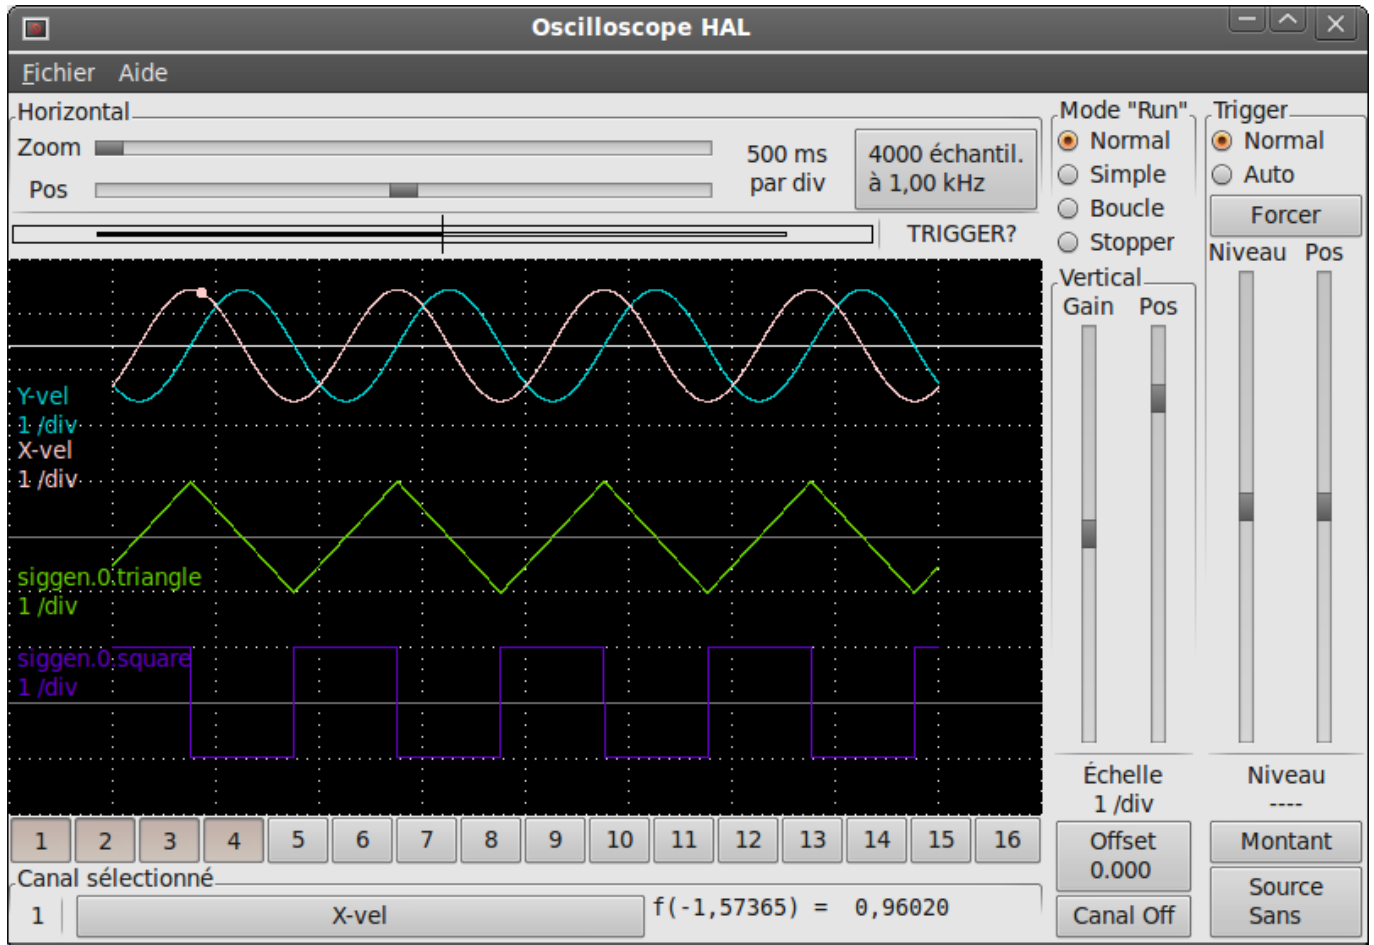 Oscilloscope HAL
Fichier Aide
Horizontal
Zoom
Pos
500 ms
par div
4000 échantil.
à 1,00 kHz
TRIGGER?
Mode "Run"
Normal
Simple
Boucle
Stopper
Trigger
Normal
Auto
Forcer
Niveau Pos
Vertical
Gain Pos
Y-vel
1 /div
X-vel
1 /div
siggen.0.triangle
1 /div
siggen.0.square
1 /div
Échelle
1 /div
Offset
0.000
Canal Off
Niveau
----
Montant
Source
Sans
1 2 3 4 5 6 7 8 9 10 11 12 13 14 15 16
Canal sélectionné
1 X-vel f(-1,57365) = 0,96020